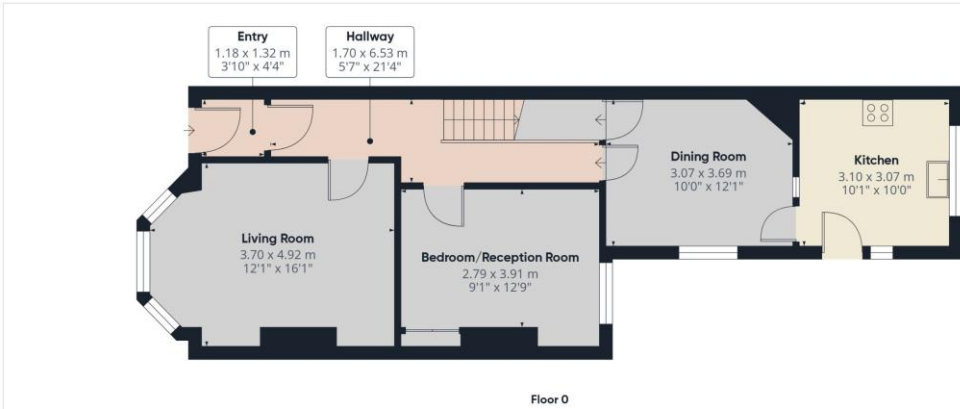 Entry
1.18 x 1.32 m
3'10" x 4'4"
Hallway
1.70 x 6.53 m
5'7" x 21'4"
Dining Room
3.07 x 3.69 m
10'0" x 12'1"
Kitchen
3.10 x 3.07 m
10'1" x 10'0"
Living Room
3.70 x 4.92 m
12'1" x 16'1"
Bedroom/Reception Room
2.79 x 3.91 m
9'1" x 12'9"
Floor 0